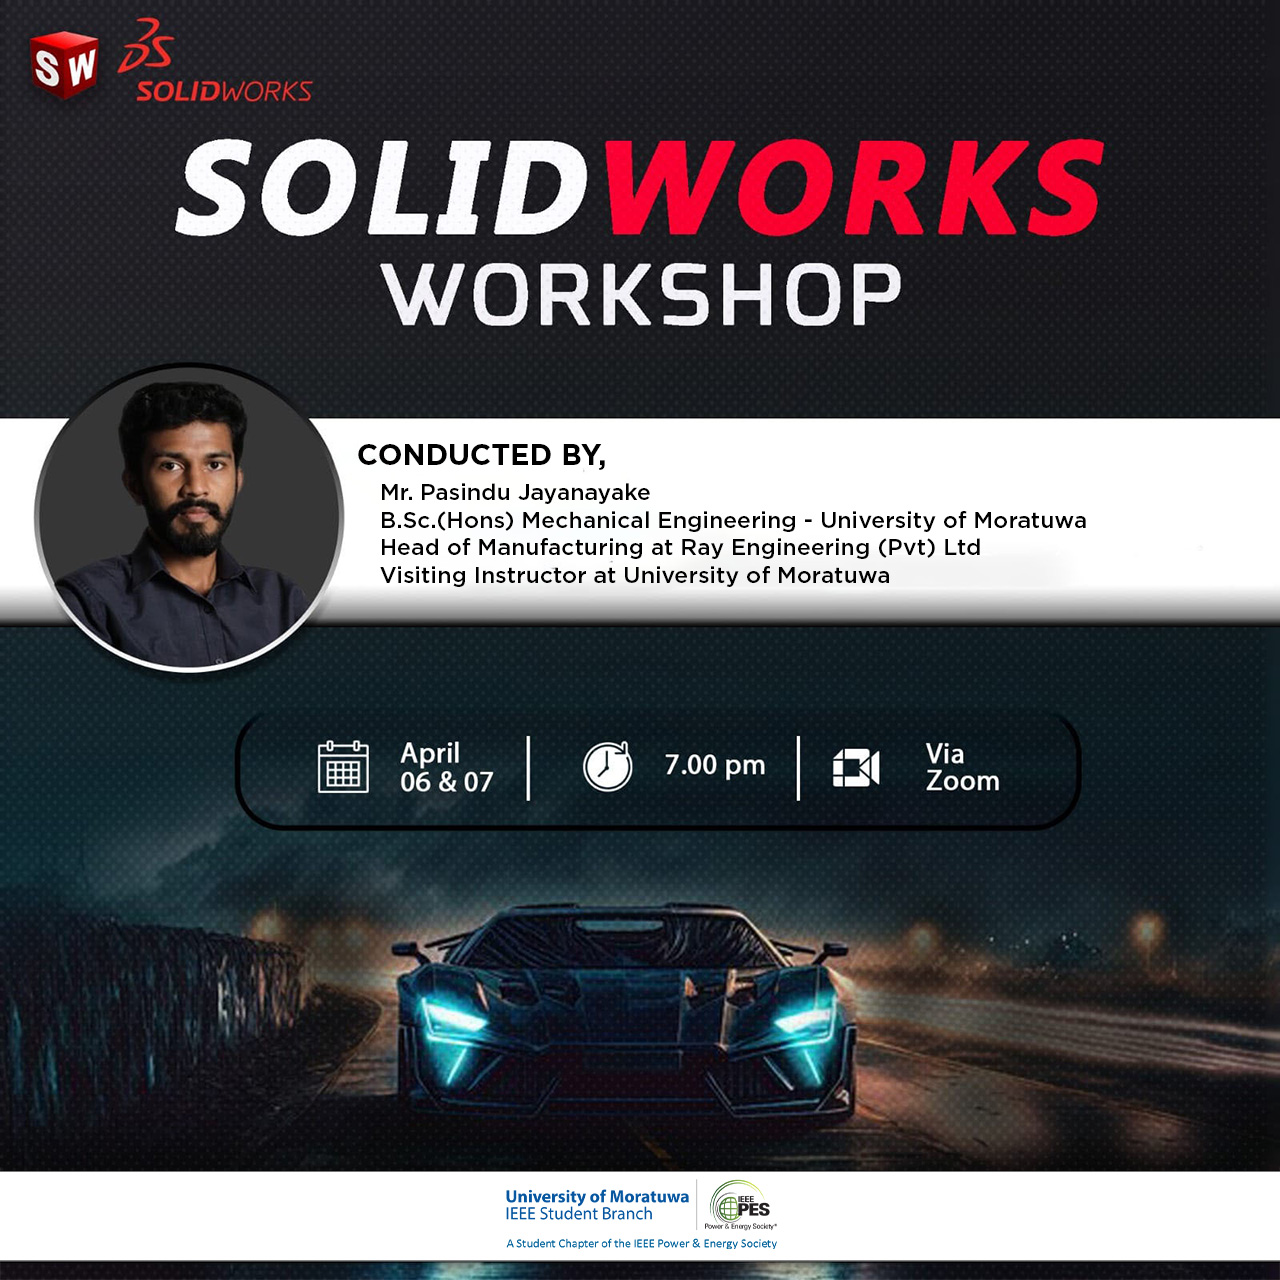 SW
3DS
SOLIDWORKS
SOLIDWORKS
WORKSHOP
CONDUCTED BY,
Mr. Pasindu Jayanayake
B.Sc.(Hons) Mechanical Engineering - University of Moratuwa
Head of Manufacturing at Ray Engineering (Pvt) Ltd
Visiting Instructor at University of Moratuwa
April
06 & 07
7.00 pm
Via
Zoom
University of Moratuwa
IEEE Student Branch
IEEE
PES
Power & Energy Society®
A Student Chapter of the IEEE Power & Energy Society